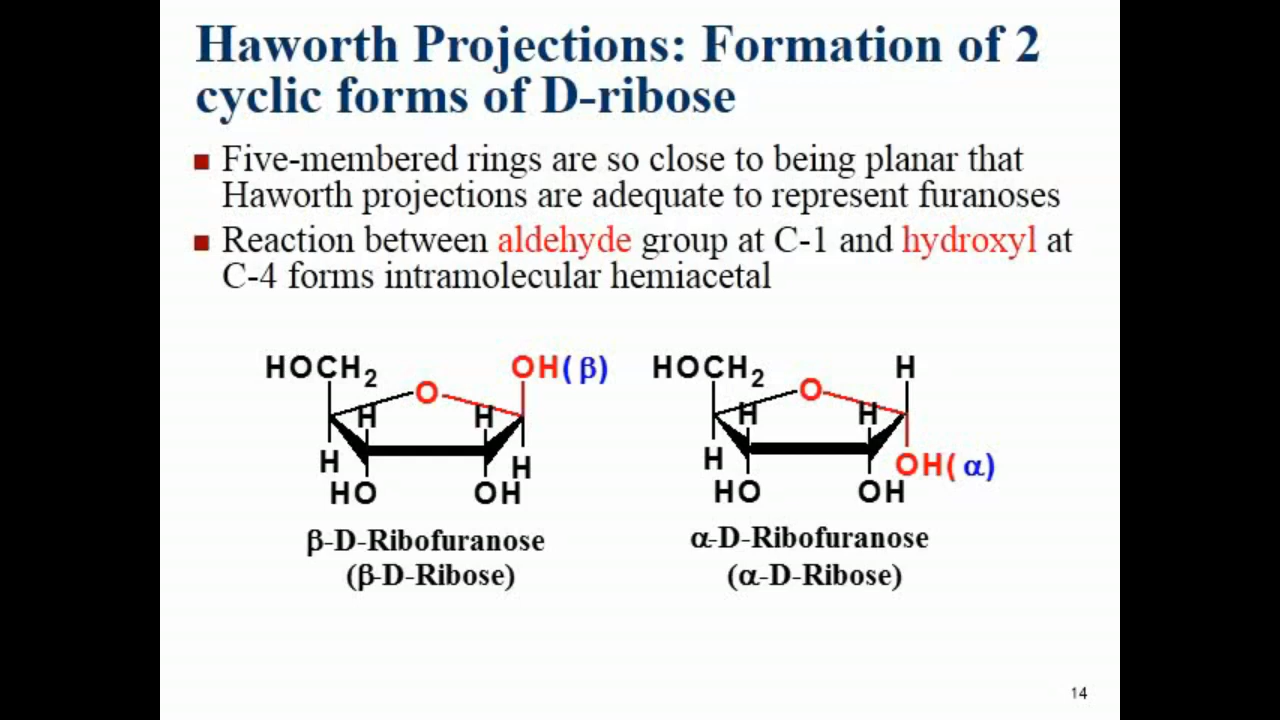 Haworth Projections: Formation of 2
cyclic forms of D-ribose
Five-membered rings are so close to being planar that
Haworth projections are adequate to represent furanoses
Reaction between aldehyde group at C-1 and hydroxyl at
C-4 forms intramolecular hemiacetal
HOCH2 O OH(β)
H H
H H
HO OH
β-D-Ribofuranose
(β-D-Ribose)
HOCH2 O H
H H
H OH(α)
HO OH
α-D-Ribofuranose
(α-D-Ribose)
14